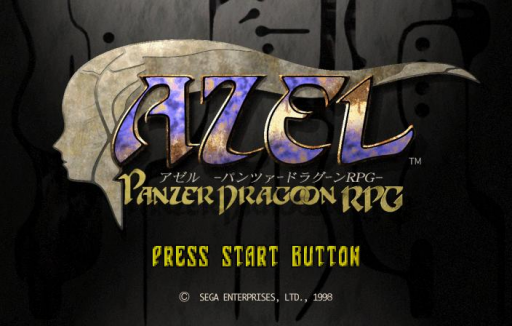 AZEL
TM
アゼル -パンツァードラグーンRPG-
PANZER DRAGOON RPG
PRESS START BUTTON
© SEGA ENTERPRISES, LTD., 1998